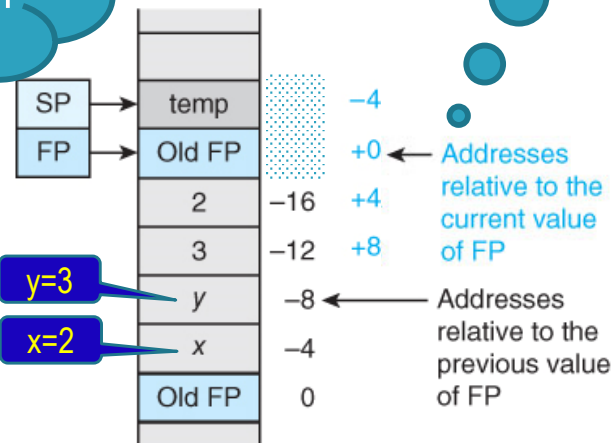 SP
temp
–4
FP
Old FP
+0
Addresses
relative to the
current value
of FP
2
–16
+4
3
–12
+8
y=3
y
–8
Addresses
relative to the
previous value
of FP
x=2
x
–4
Old FP
0